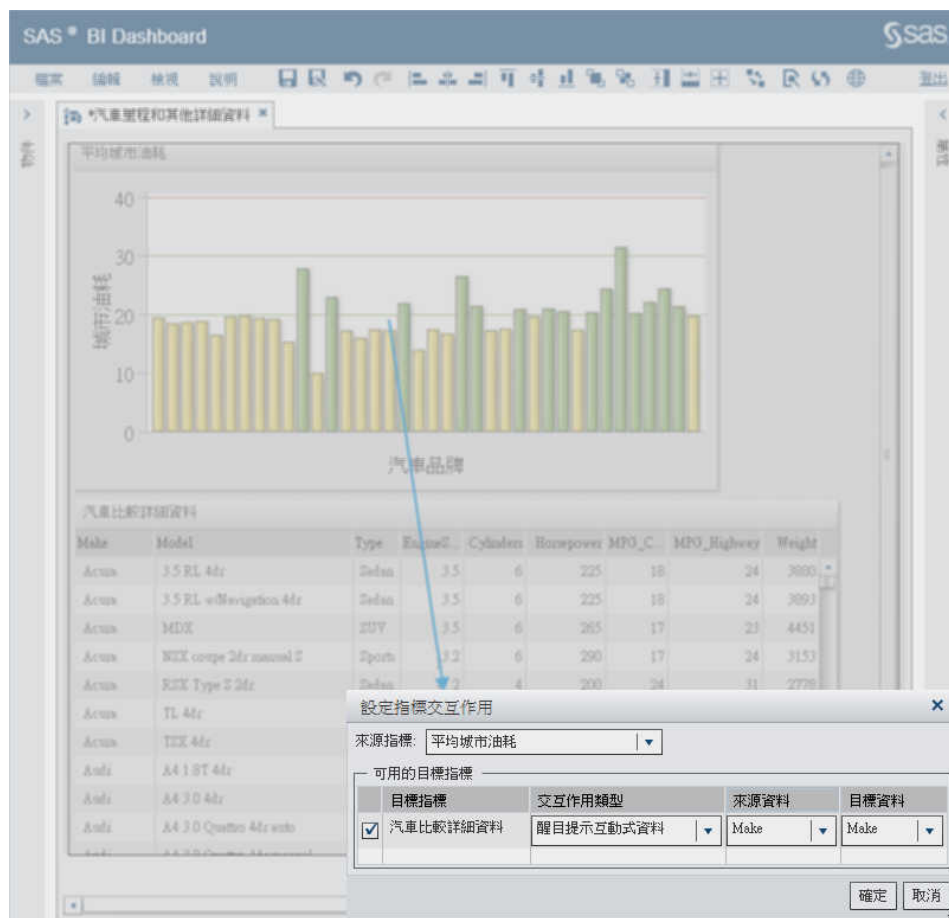 SAS® BI Dashboard
sas
檔案 編輯 檢視 說明 登出
*汽車里程和其他詳細資料 ×
物件
平均城市油耗
40
30
20
10
0
城市油耗
汽車品牌
汽車比較詳細資料
Make Model Type EngineS... Cylinders Horsepower MPG_C... MPG_Highway Weight
Acura 3.5 RL 4dr Sedan 3.5 6 225 18 24 3880
Acura 3.5 RL w/Navigation 4dr Sedan 3.5 6 225 18 24 3893
Acura MDX SUV 3.5 6 265 17 23 4451
Acura NSX coupe 2dr manual S Sports 3.2 6 290 17 24 3153
Acura RSX Type S 2dr Sedan 2 4 200 24 31 2778
Acura TL 4dr
Acura TSX 4dr
Audi A4 1.8T 4dr
Audi A4 3.0 4dr
Audi A4 3.0 Quattro 4dr auto
設定指標交互作用 ×
來源指標: 平均城市油耗
可用的目標指標
目標指標 交互作用類型 來源資料 目標資料
汽車比較詳細資料 醒目提示互動式資料 Make Make
確定 取消